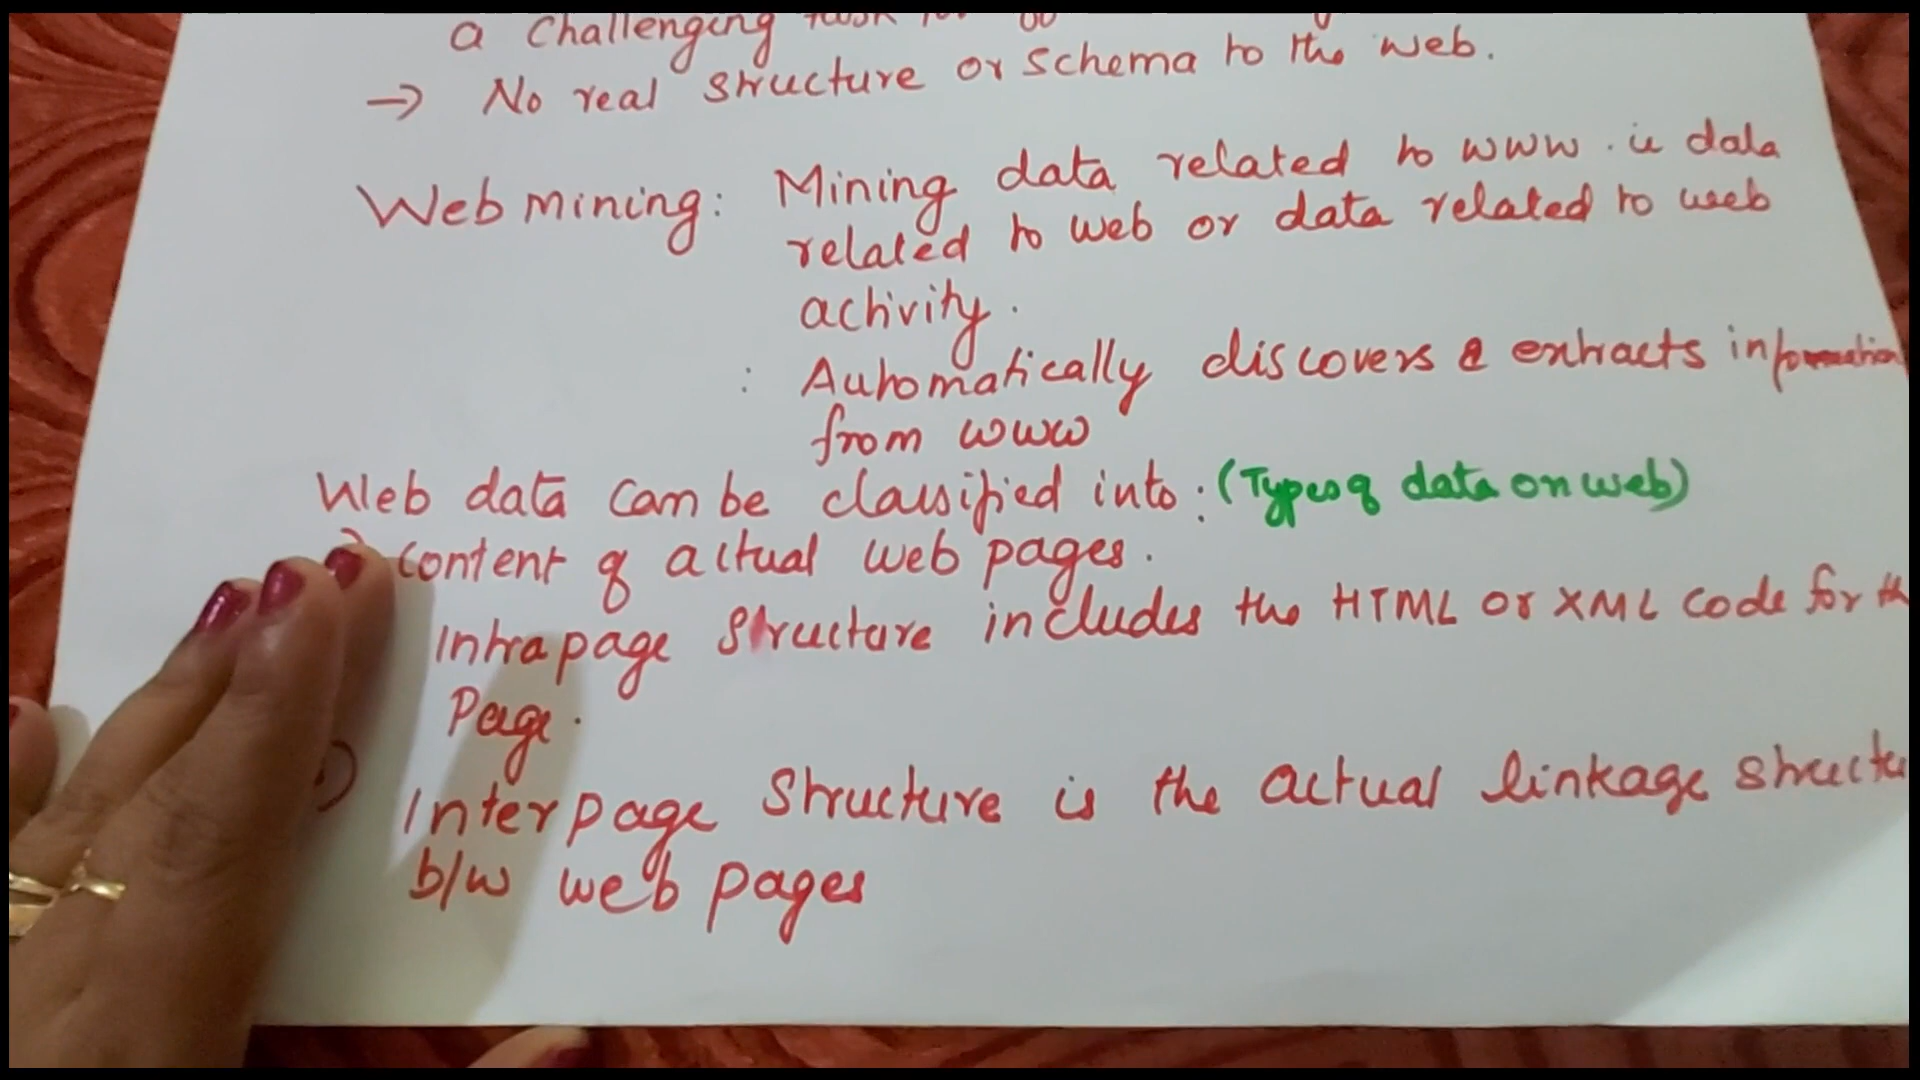 a challenging task for
→ No real structure or schema to the web.
Web mining: Mining data related to www. ie data
related to web or data related to web
activity.
: Automatically discovers & extracts information
from www
Web data can be classified into: (Types of data on web)
content of actual web pages.
Intrapage structure includes the HTML or XML code for the
Page.
Interpage structure is the actual linkage structure
b/w web pages